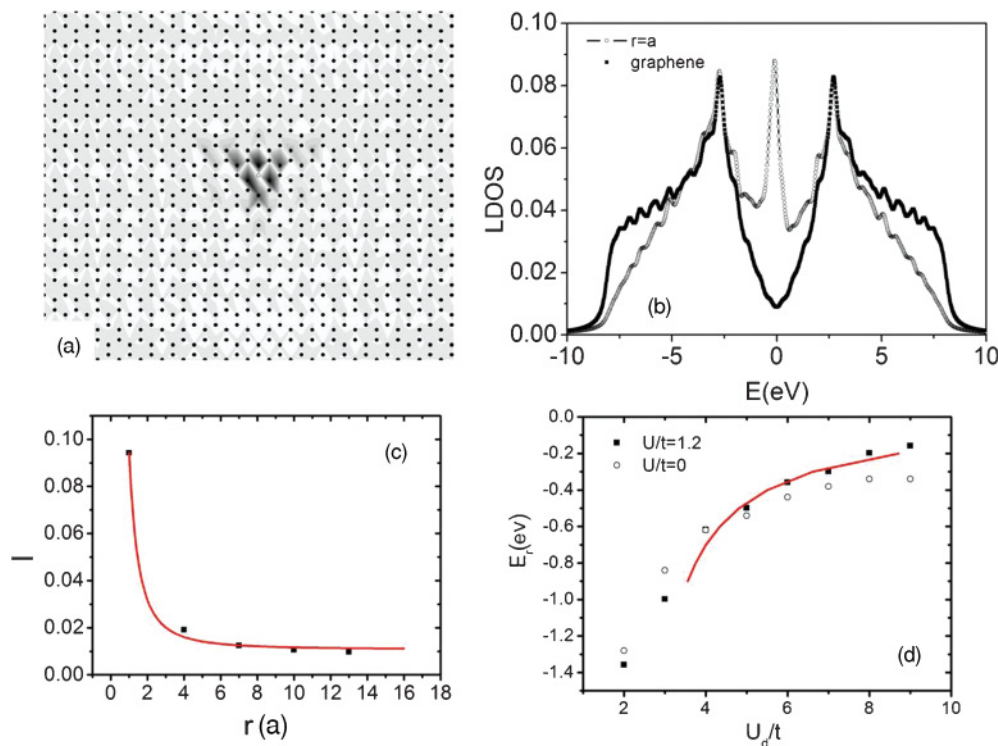 (a)
0.10
0.08
0.06
0.04
0.02
0.00
LDOS
r=a
graphene
(b)
-10 -5 0 5 10
E(eV)
0.10
0.08
0.06
0.04
0.02
0.00
I
(c)
0 2 4 6 8 10 12 14 16 18
r (a)
0.0
-0.2
-0.4
-0.6
-0.8
-1.0
-1.2
-1.4
E_r(ev)
U/t=1.2
U/t=0
(d)
2 4 6 8 10
U_d/t